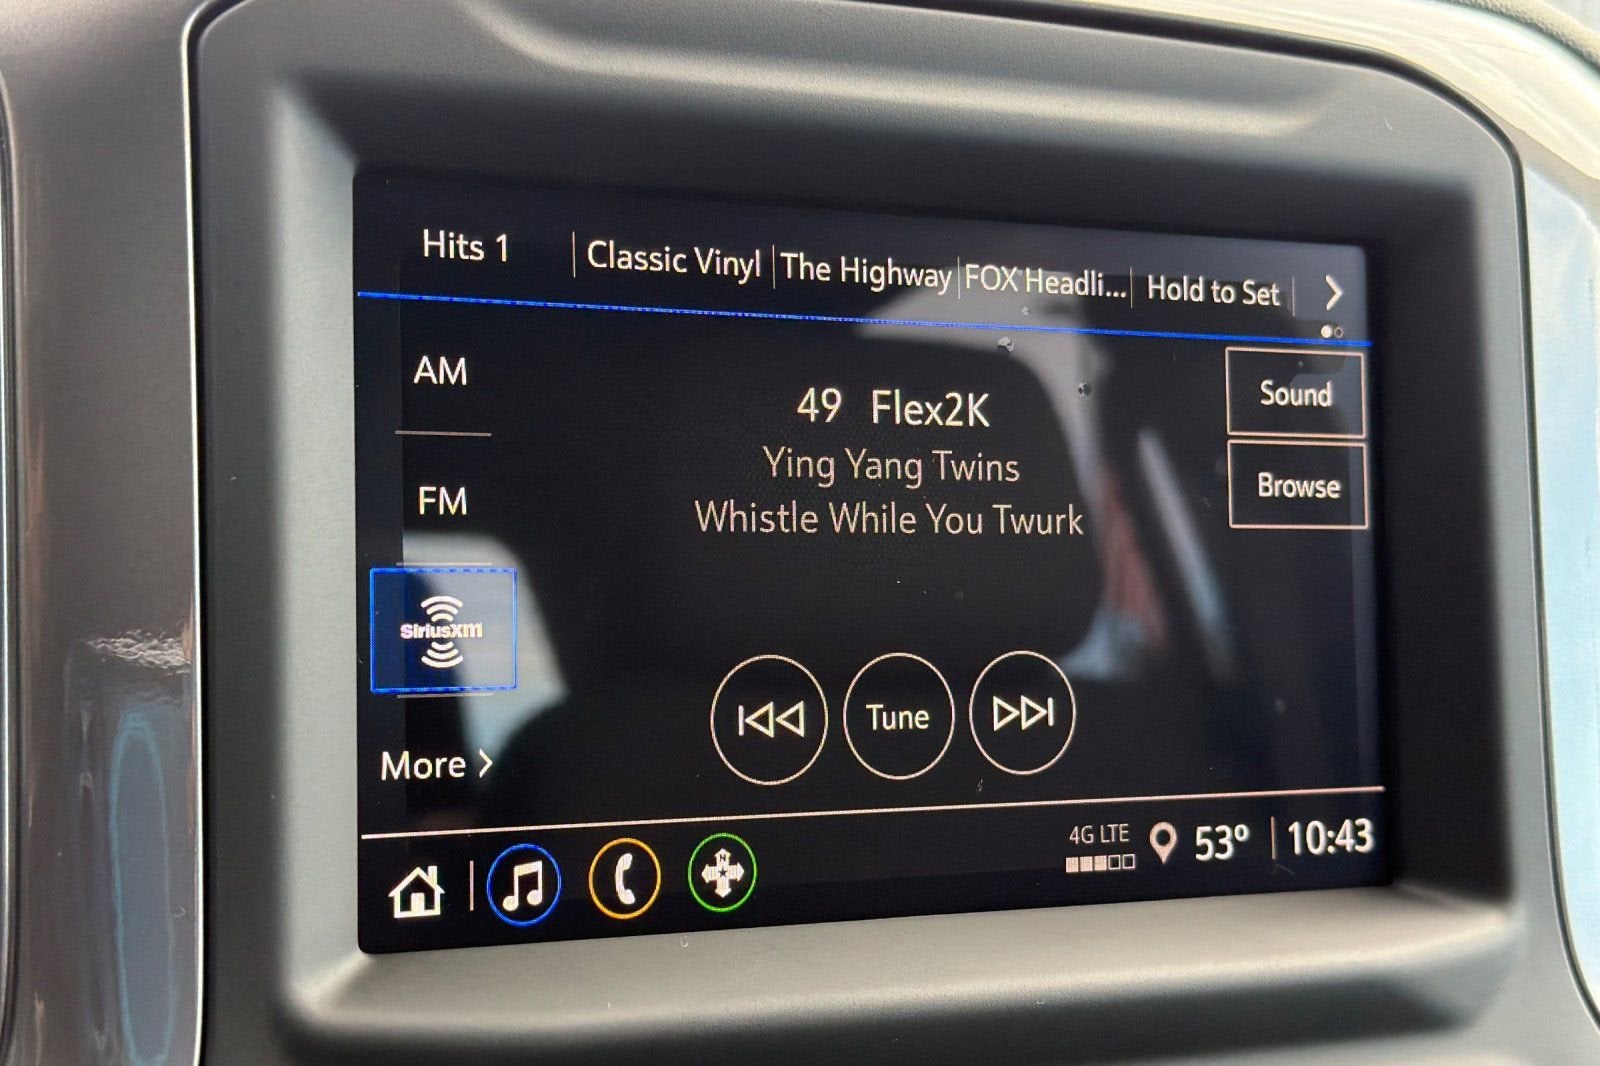 Hits 1
Classic Vinyl
The Highway
FOX Headli...
Hold to Set
AM
49 Flex2K
Sound
Ying Yang Twins
Browse
FM
Whistle While You Twurk
SiriusXM
Tune
More
4G LTE
53°
10:43
N